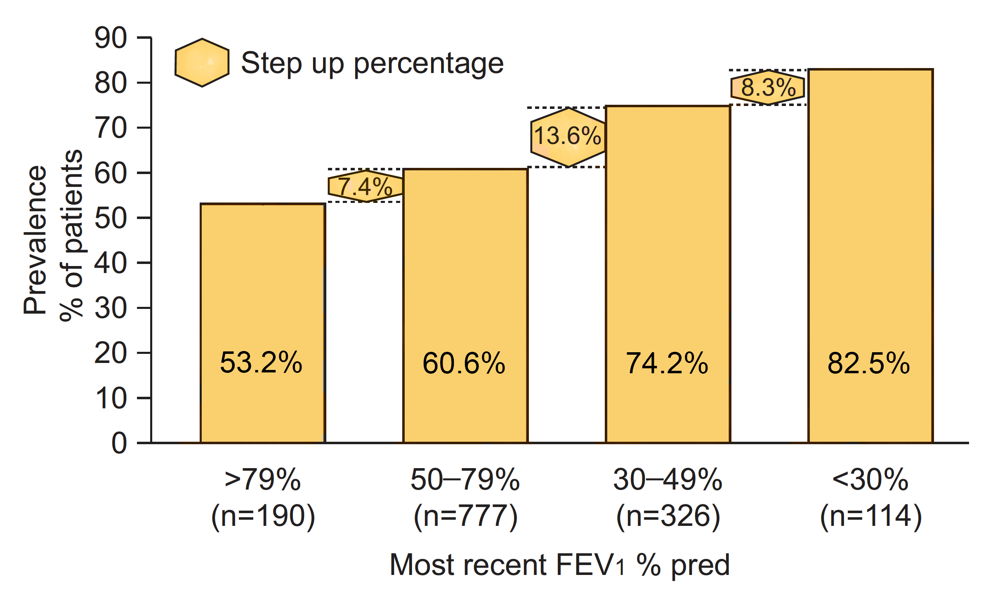 Prevalence
% of patients
90
80
70
60
50
40
30
20
10
0
Step up percentage
7.4%
13.6%
8.3%
53.2%
60.6%
74.2%
82.5%
>79%
(n=190)
50–79%
(n=777)
30–49%
(n=326)
<30%
(n=114)
Most recent FEV1 % pred